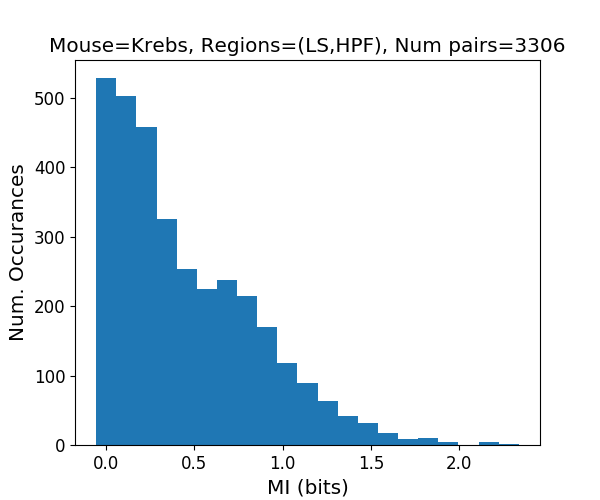 Mouse=Krebs, Regions=(LS,HPF), Num pairs=3306
Num. Occurances
500
400
300
200
100
0
0.0 0.5 1.0 1.5 2.0
MI (bits)